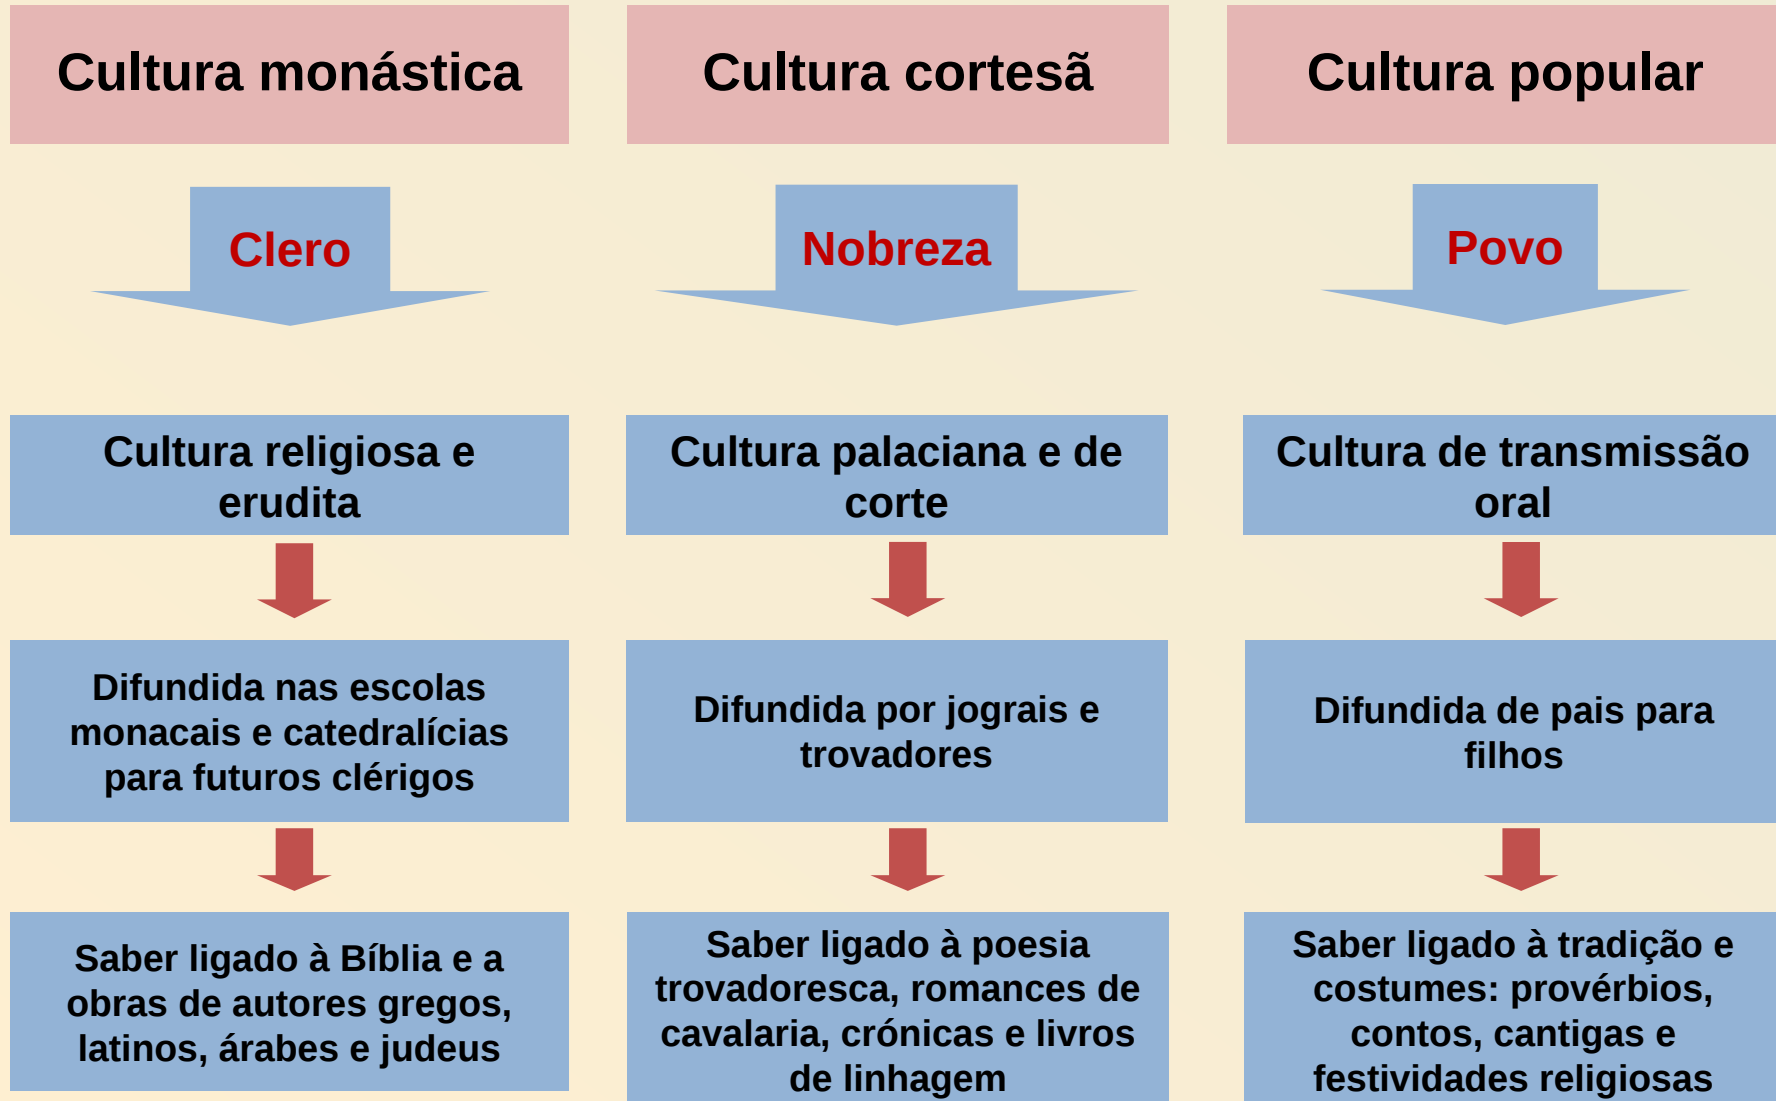 Cultura monástica
Cultura cortesã
Cultura popular
Clero
Nobreza
Povo
Cultura religiosa e
erudita
Cultura palaciana e de
corte
Cultura de transmissão
oral
Difundida nas escolas
monacais e catedralícias
para futuros clérigos
Difundida por jograis e
trovadores
Difundida de pais para
filhos
Saber ligado à Bíblia e a
obras de autores gregos,
latinos, árabes e judeus
Saber ligado à poesia
trovadoresca, romances de
cavalaria, crónicas e livros
de linhagem
Saber ligado à tradição e
costumes: provérbios,
contos, cantigas e
festividades religiosas